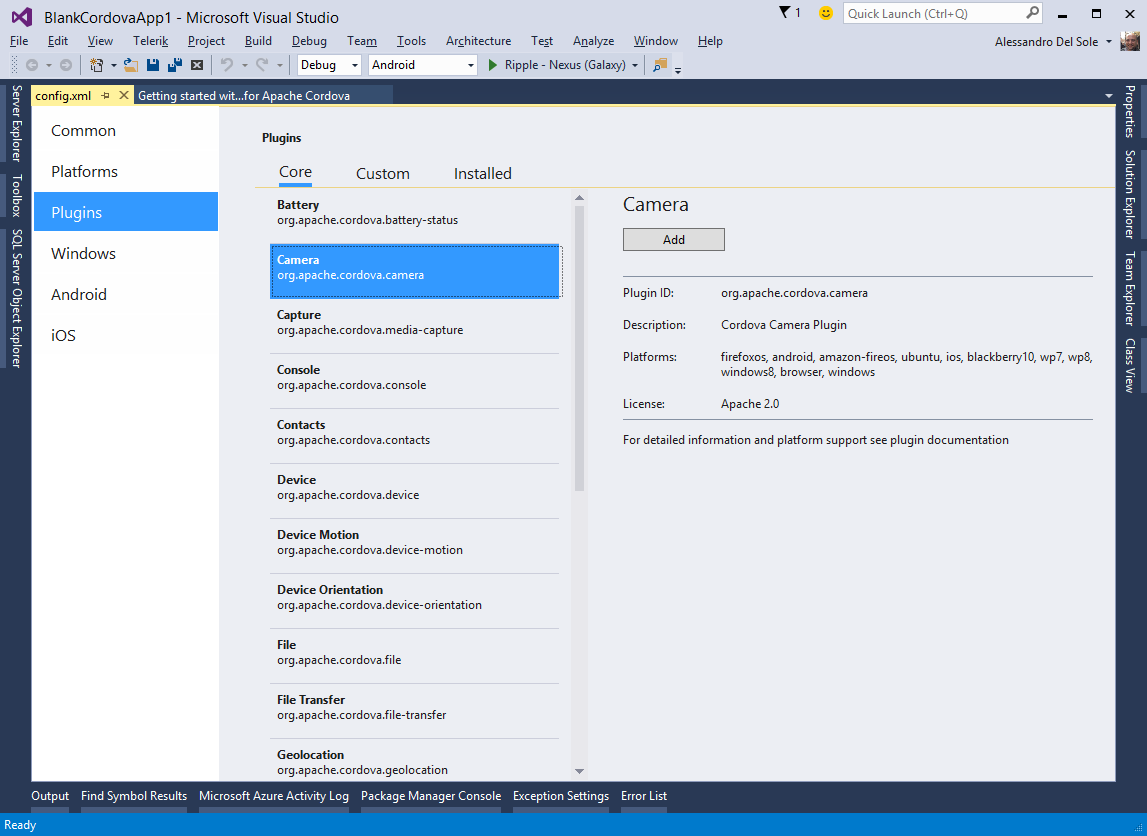 BlankCordovaApp1 - Microsoft Visual Studio
1
Quick Launch (Ctrl+Q)
File Edit View Telerik Project Build Debug Team Tools Architecture Test Analyze Window Help
Alessandro Del Sole
Debug Android Ripple - Nexus (Galaxy)
Server Explorer
Toolbox
SQL Server Object Explorer
config.xml
Getting started wit...for Apache Cordova
Common
Platforms
Plugins
Windows
Android
iOS
Plugins
Core Custom Installed
Battery
org.apache.cordova.battery-status
Camera
org.apache.cordova.camera
Capture
org.apache.cordova.media-capture
Console
org.apache.cordova.console
Contacts
org.apache.cordova.contacts
Device
org.apache.cordova.device
Device Motion
org.apache.cordova.device-motion
Device Orientation
org.apache.cordova.device-orientation
File
org.apache.cordova.file
File Transfer
org.apache.cordova.file-transfer
Geolocation
org.apache.cordova.geolocation
Camera
Add
Plugin ID: org.apache.cordova.camera
Description: Cordova Camera Plugin
Platforms: firefoxos, android, amazon-fireos, ubuntu, ios, blackberry10, wp7, wp8,
windows8, browser, windows
License: Apache 2.0
For detailed information and platform support see plugin documentation
Properties
Solution Explorer
Team Explorer
Class View
Output Find Symbol Results Microsoft Azure Activity Log Package Manager Console Exception Settings Error List
Ready